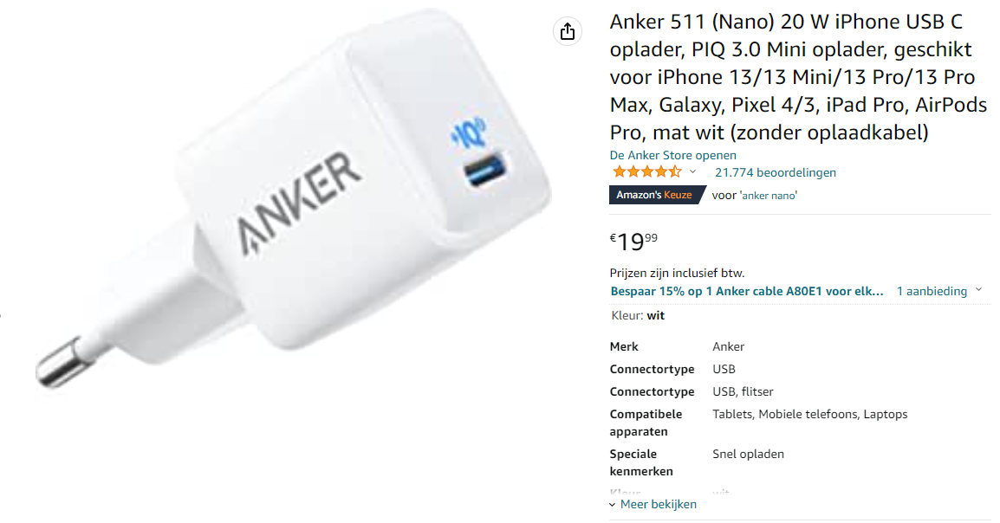 ANKER
IQ
Anker 511 (Nano) 20 W iPhone USB C
oplader, PIQ 3.0 Mini oplader, geschikt
voor iPhone 13/13 Mini/13 Pro/13 Pro
Max, Galaxy, Pixel 4/3, iPad Pro, AirPods
Pro, mat wit (zonder oplaadkabel)
De Anker Store openen
21.774 beoordelingen
Amazon's Keuze voor 'anker nano'
€1999
Prijzen zijn inclusief btw.
Bespaar 15% op 1 Anker cable A80E1 voor elk... 1 aanbieding
Kleur: wit
Merk Anker
Connectortype USB
Connectortype USB, flitser
Compatibele Tablets, Mobiele telefoons, Laptops
apparaten
Speciale Snel opladen
kenmerken
Kleur wit
Meer bekijken